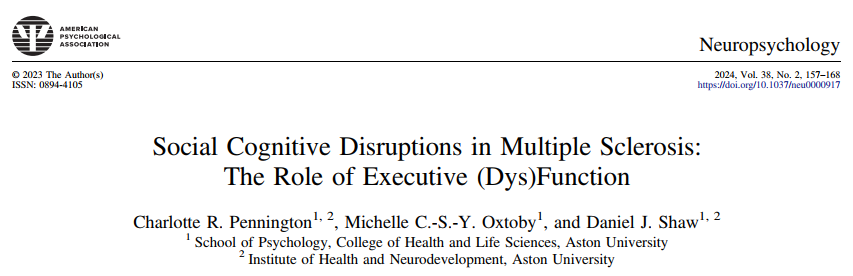 AMERICAN
PSYCHOLOGICAL
ASSOCIATION
Neuropsychology
© 2023 The Author(s)
ISSN: 0894-4105
2024, Vol. 38, No. 2, 157–168
https://doi.org/10.1037/neu0000917
Social Cognitive Disruptions in Multiple Sclerosis:
The Role of Executive (Dys)Function
Charlotte R. Pennington1, 2, Michelle C.-S.-Y. Oxtoby1, and Daniel J. Shaw1, 2
1 School of Psychology, College of Health and Life Sciences, Aston University
2 Institute of Health and Neurodevelopment, Aston University